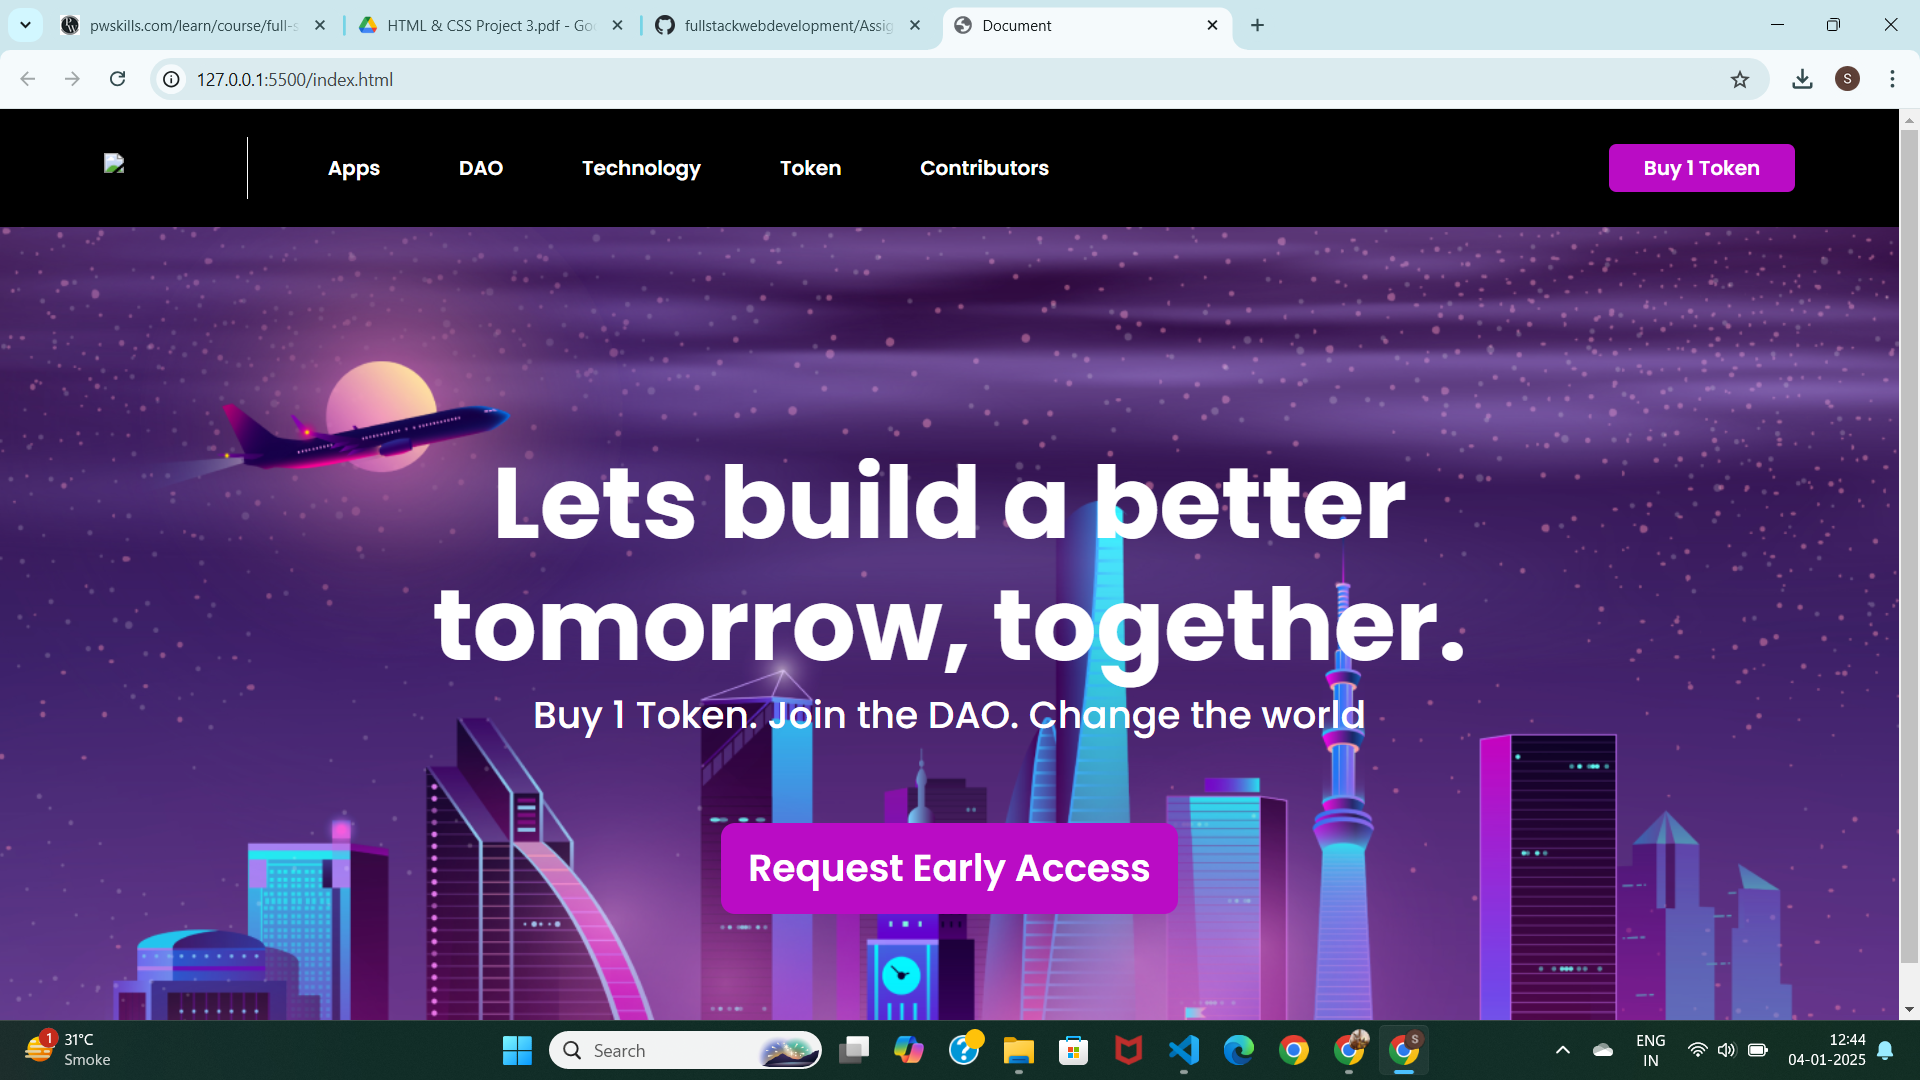 pwskills.com/learn/course/full-s
HTML & CSS Project 3.pdf - Goo
fullstackwebdevelopment/Assig
Document
127.0.0.1:5500/index.html
S
Apps
DAO
Technology
Token
Contributors
Buy 1 Token
Lets build a better
tomorrow, together.
Buy 1 Token. Join the DAO. Change the world
Request Early Access
1
31°C
Smoke
Search
S
ENG
IN
12:44
04-01-2025